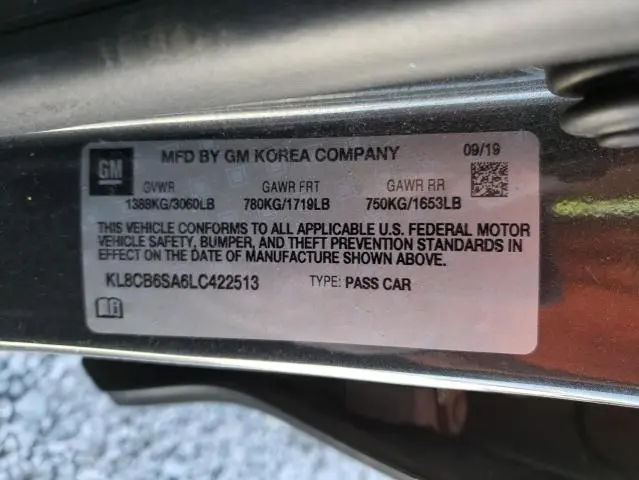 GM
MFD BY GM KOREA COMPANY
09/19
GVWR GAWR FRT GAWR RR
1388KG/3060LB 780KG/1719LB 750KG/1653LB
THIS VEHICLE CONFORMS TO ALL APPLICABLE U.S. FEDERAL MOTOR
VEHICLE SAFETY, BUMPER, AND THEFT PREVENTION STANDARDS IN
EFFECT ON THE DATE OF MANUFACTURE SHOWN ABOVE.
KL8CB6SA6LC422513 TYPE: PASS CAR